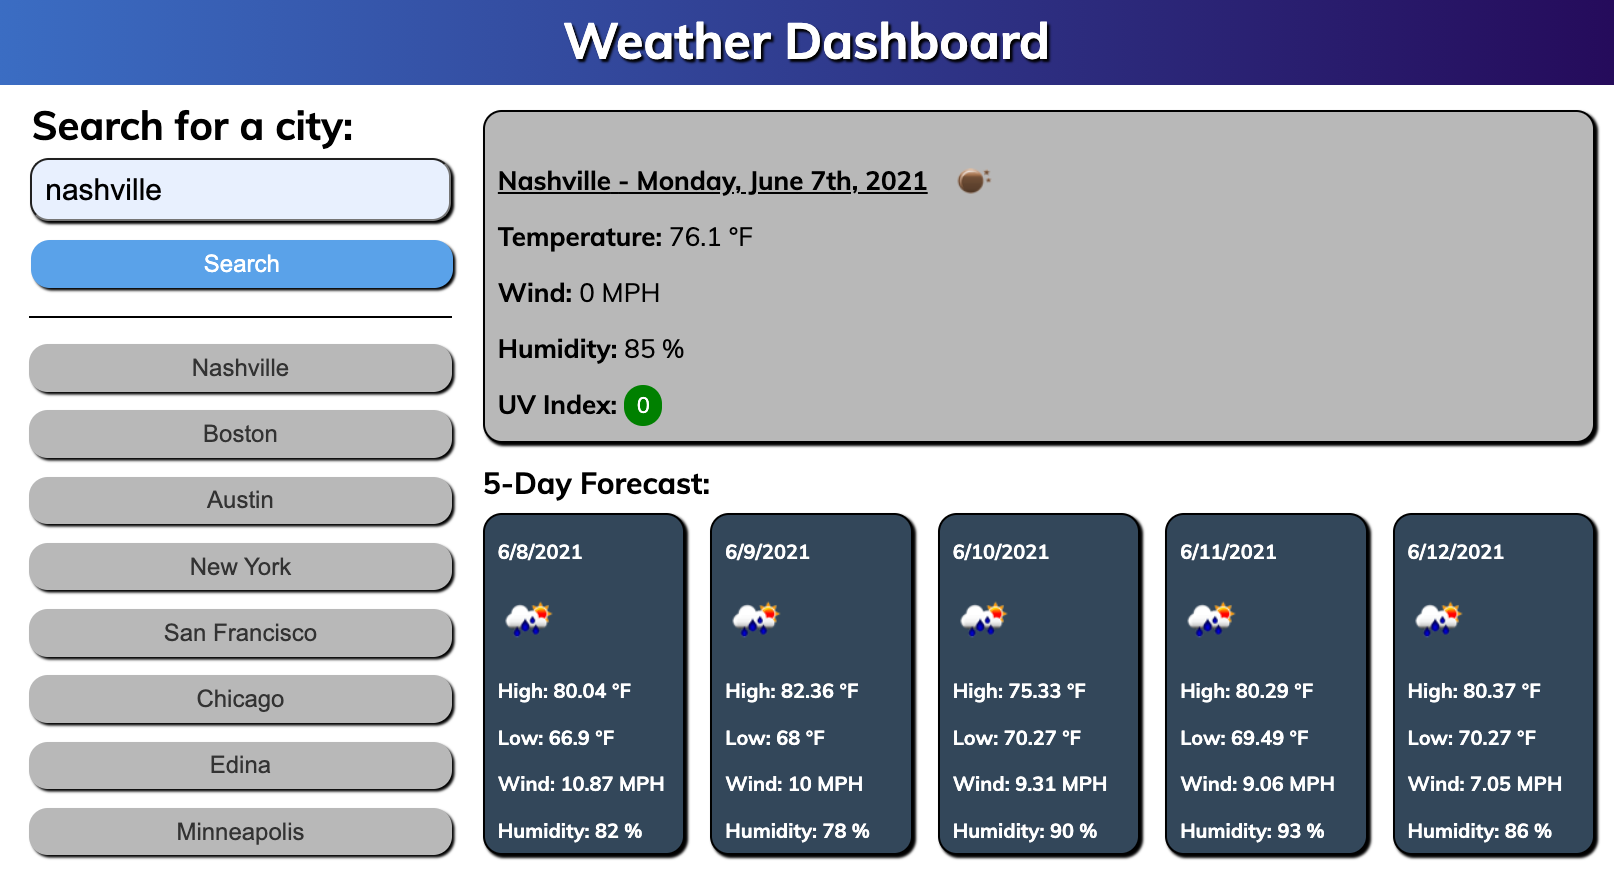 Weather Dashboard
Search for a city:
nashville
Search
Nashville
Boston
Austin
New York
San Francisco
Chicago
Edina
Minneapolis
Nashville - Monday, June 7th, 2021
Temperature: 76.1 °F
Wind: 0 MPH
Humidity: 85 %
UV Index: 0
5-Day Forecast:
6/8/2021
High: 80.04 °F
Low: 66.9 °F
Wind: 10.87 MPH
Humidity: 82 %
6/9/2021
High: 82.36 °F
Low: 68 °F
Wind: 10 MPH
Humidity: 78 %
6/10/2021
High: 75.33 °F
Low: 70.27 °F
Wind: 9.31 MPH
Humidity: 90 %
6/11/2021
High: 80.29 °F
Low: 69.49 °F
Wind: 9.06 MPH
Humidity: 93 %
6/12/2021
High: 80.37 °F
Low: 70.27 °F
Wind: 7.05 MPH
Humidity: 86 %